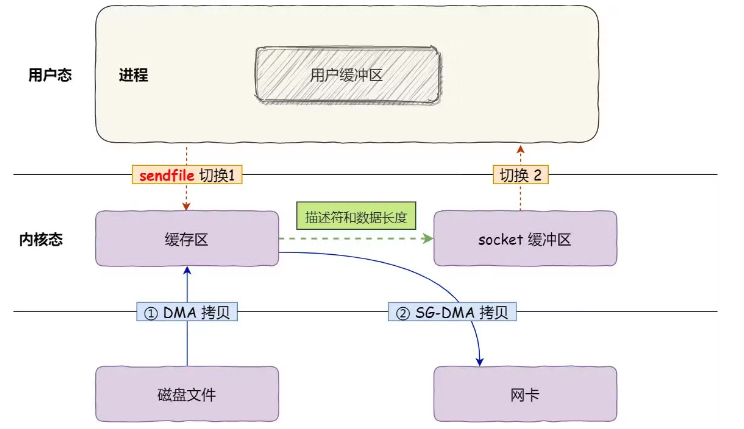 用户态
进程
用户缓冲区
sendfile 切换1
切换 2
描述符和数据长度
内核态
缓存区
socket 缓冲区
① DMA 拷贝
② SG-DMA 拷贝
磁盘文件
网卡